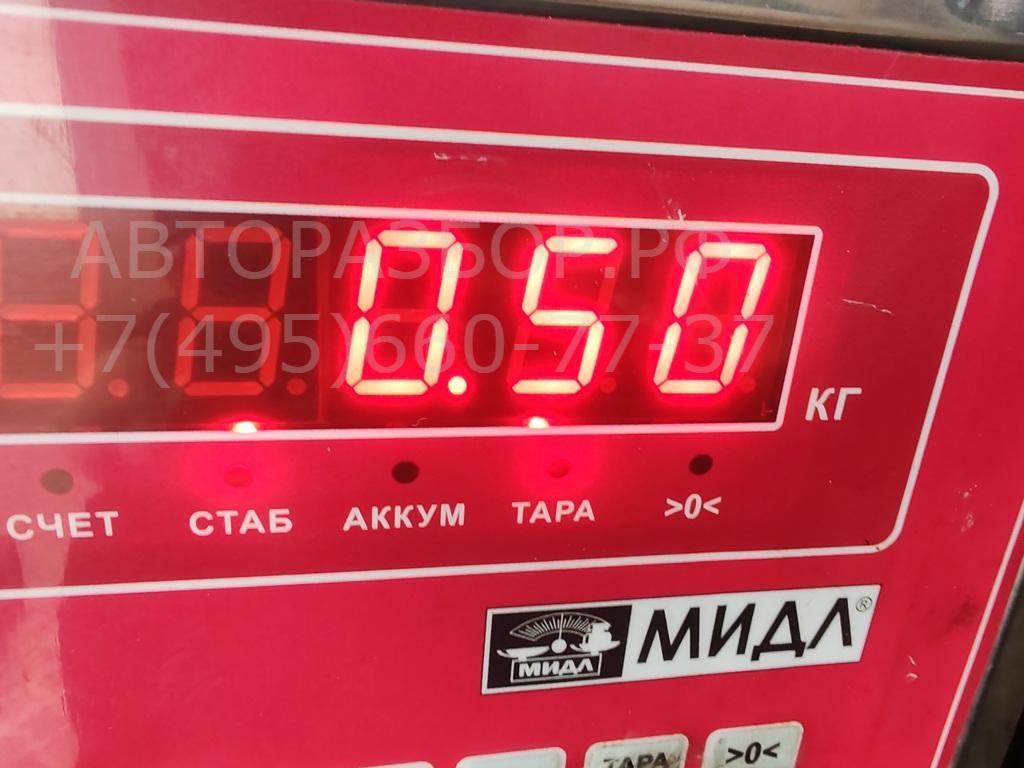 АВТОРАЗБОР.РФ
+7(495)660-77-37
0.50
КГ
СЧЕТ СТАБ АККУМ ТАРА >0<
МИДЛ МИДЛ®
ТАРА >0<